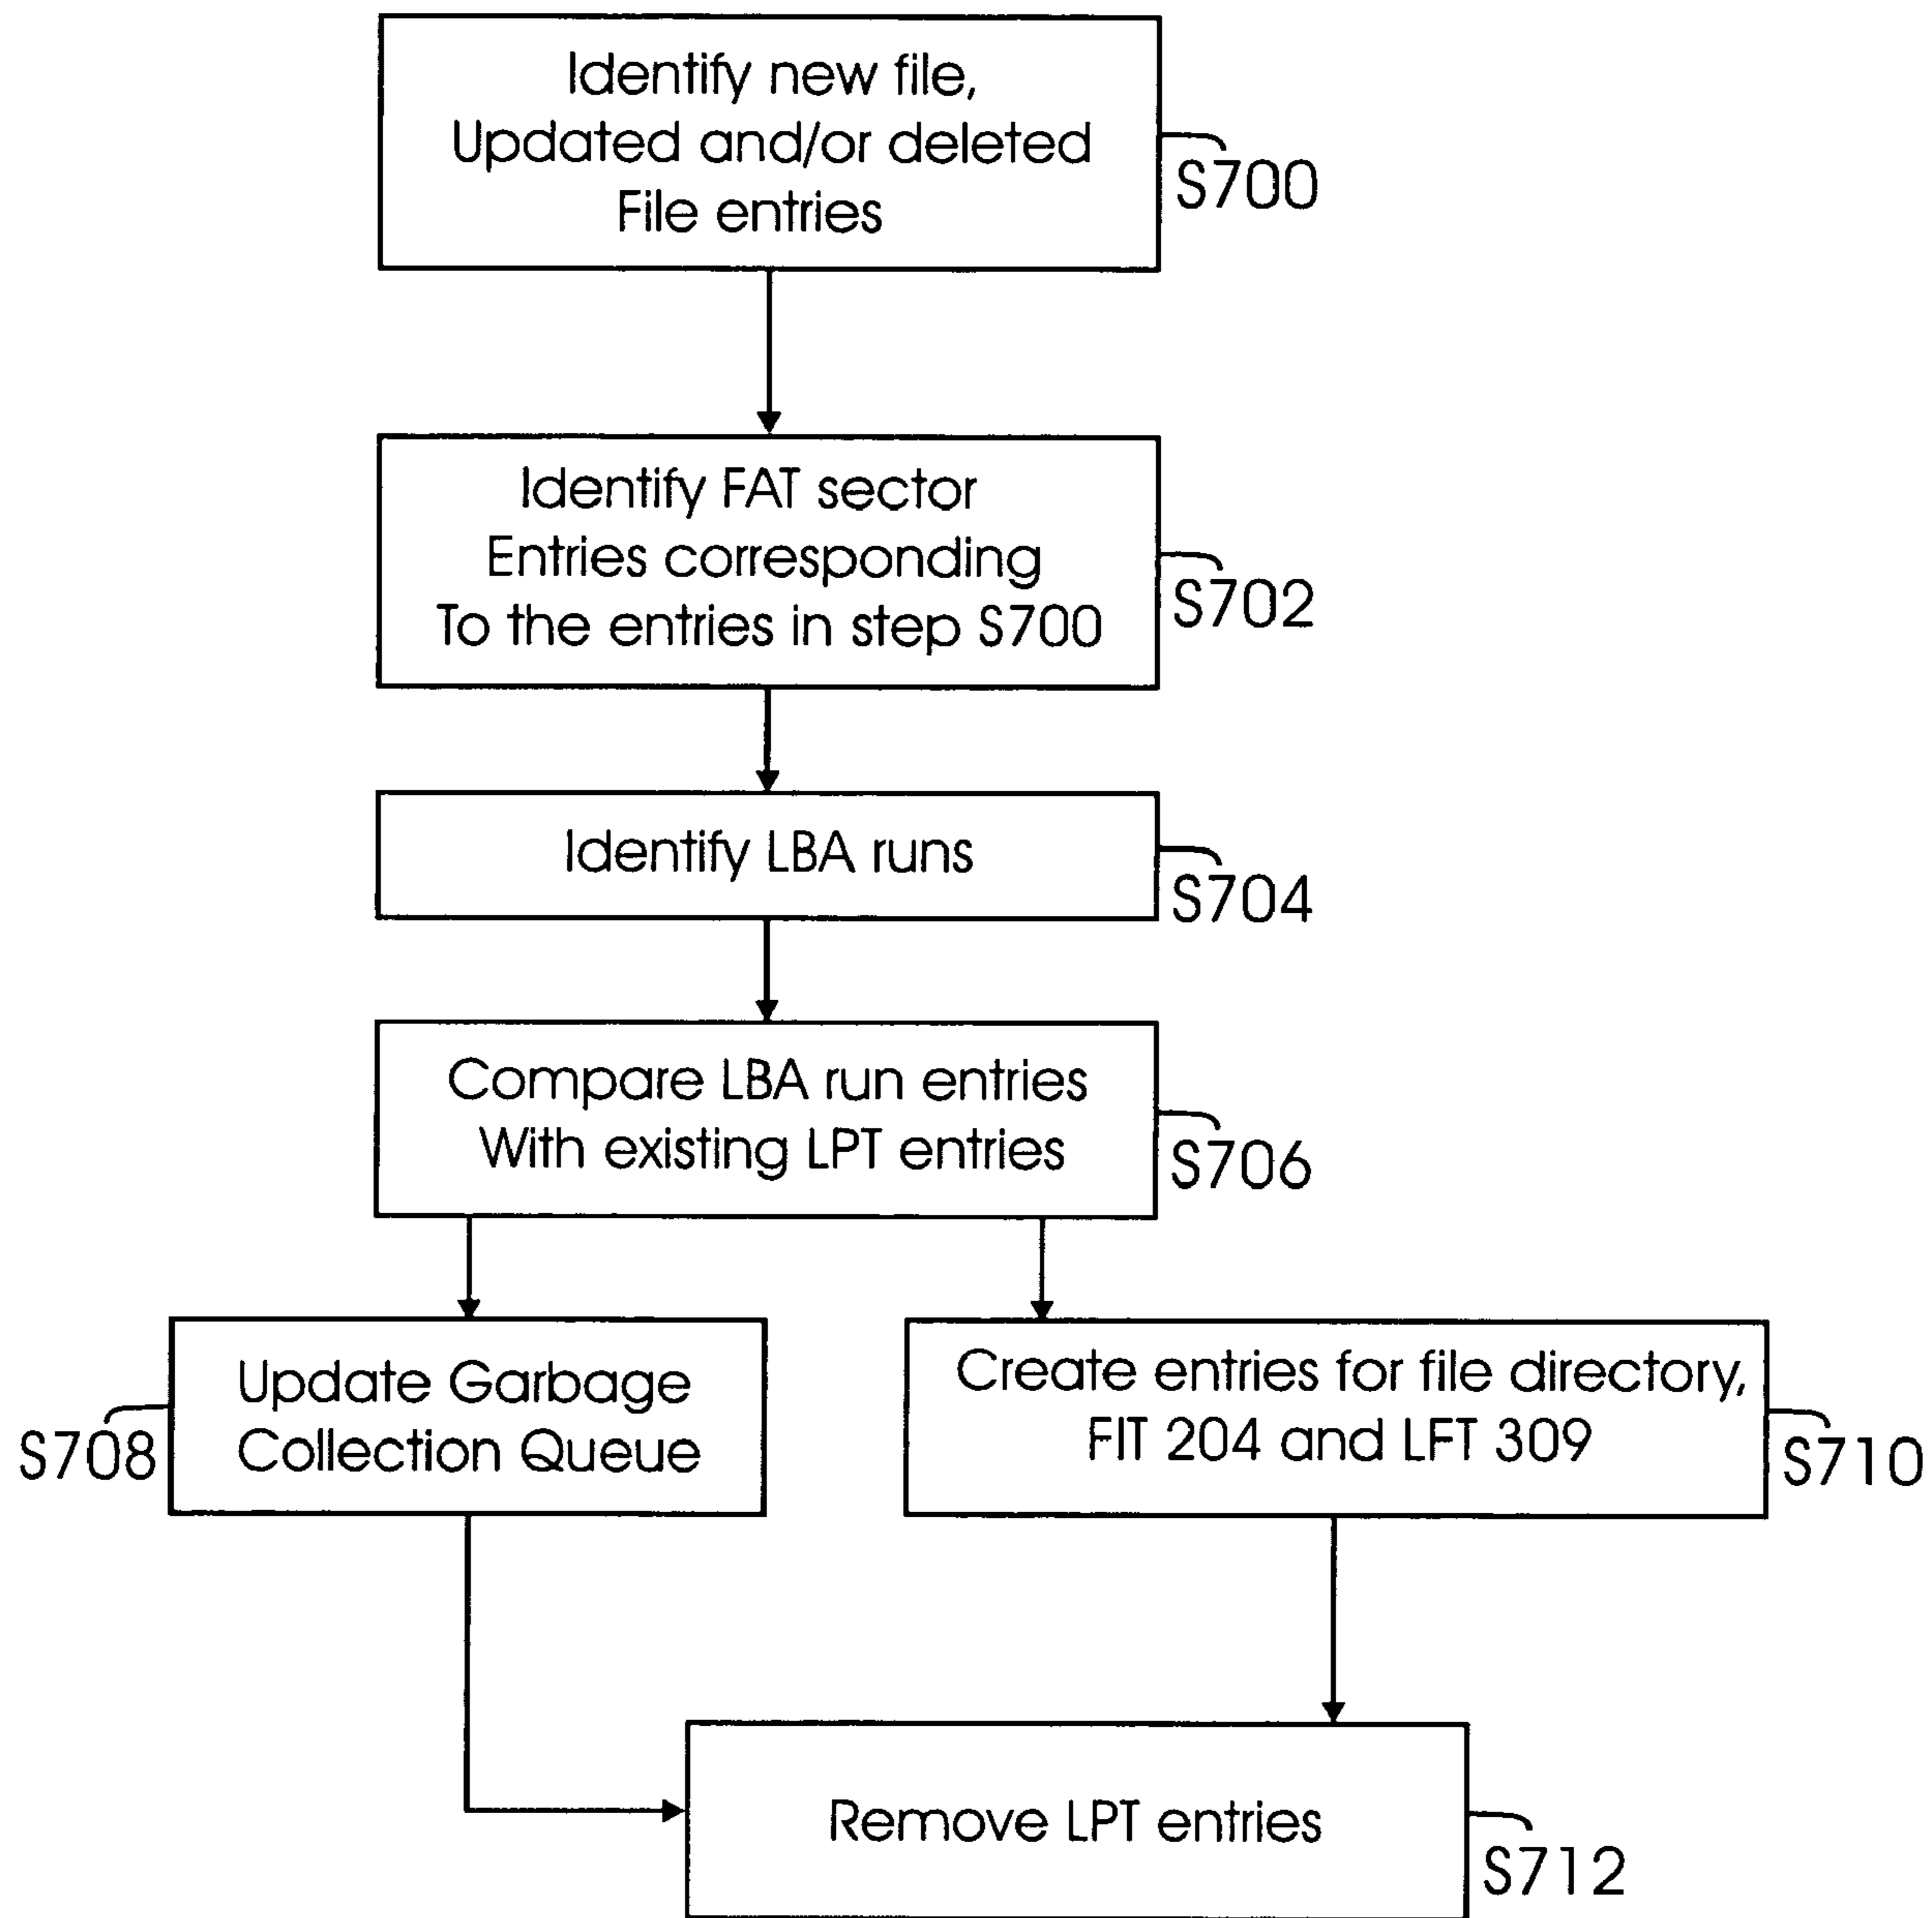 Identify new file,
Updated and/or deleted
File entries
S700
Identify FAT sector
Entries corresponding
To the entries in step S700
S702
Identify LBA runs
S704
Compare LBA run entries
With existing LPT entries
S706
Update Garbage
Collection Queue
S708
Create entries for file directory,
FIT 204 and LFT 309
S710
Remove LPT entries
S712